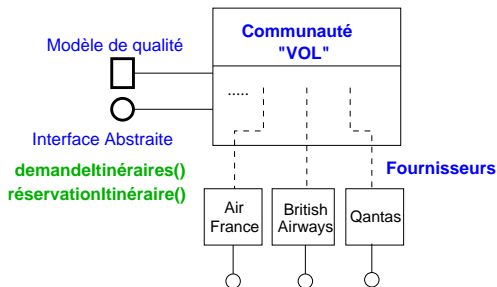 Communauté
"VOL"
Modèle de qualité
.....
Interface Abstraite
demandeItinéraires()
réservationItinéraire()
Fournisseurs
Air
France
British
Airways
Qantas